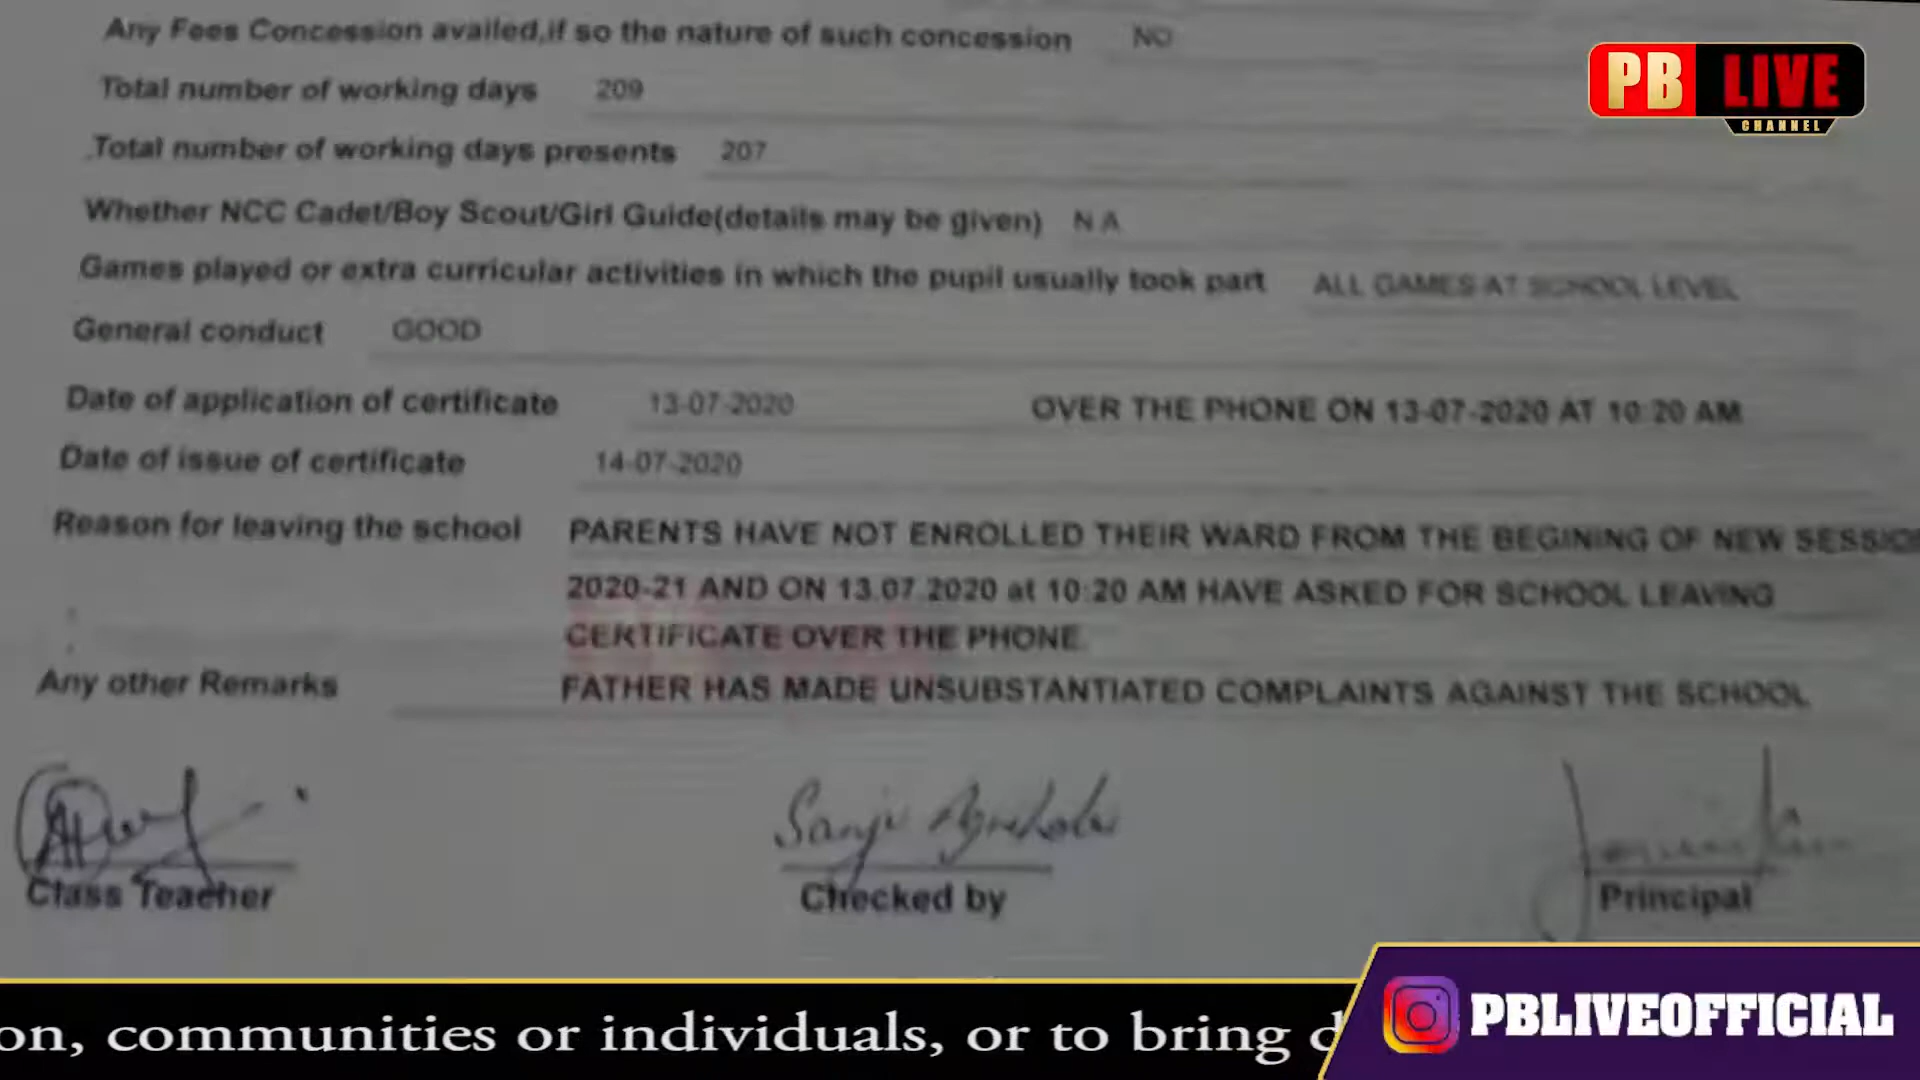 Any Fees Concession availed,if so the nature of such concession NO
Total number of working days 209
Total number of working days presents 207
Whether NCC Cadet/Boy Scout/Girl Guide(details may be given) N A
Games played or extra curricular activities in which the pupil usually took part ALL GAMES AT SCHOOL LEVEL
General conduct GOOD
Date of application of certificate 13-07-2020 OVER THE PHONE ON 13-07-2020 AT 10:20 AM
Date of issue of certificate 14-07-2020
Reason for leaving the school PARENTS HAVE NOT ENROLLED THEIR WARD FROM THE BEGINING OF NEW SESSIO
2020-21 AND ON 13.07.2020 at 10:20 AM HAVE ASKED FOR SCHOOL LEAVING
CERTIFICATE OVER THE PHONE.
Any other Remarks FATHER HAS MADE UNSUBSTANTIATED COMPLAINTS AGAINST THE SCHOOL
Class Teacher
Checked by
Principal
PB LIVE
CHANNEL
on, communities or individuals, or to bring d
PBLIVEOFFICIAL